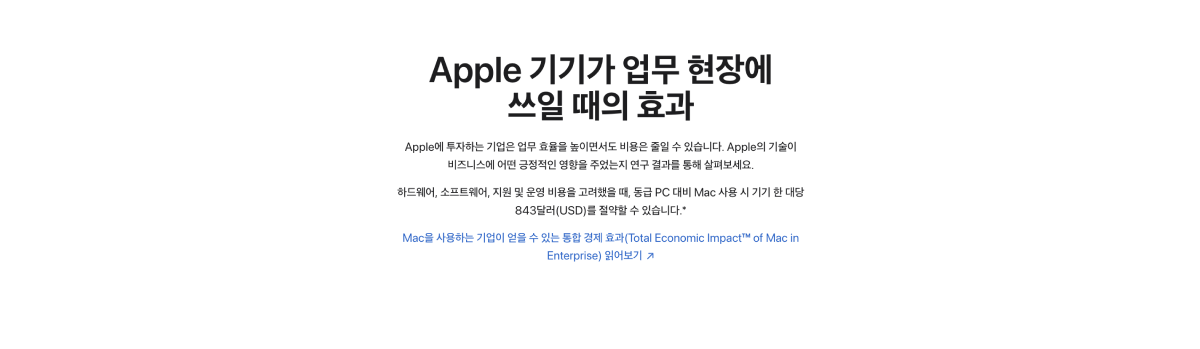 Apple 기기가 업무 현장에
쓰일 때의 효과
Apple에 투자하는 기업은 업무 효율을 높이면서도 비용은 줄일 수 있습니다. Apple의 기술이
비즈니스에 어떤 긍정적인 영향을 주었는지 연구 결과를 통해 살펴보세요.
하드웨어, 소프트웨어, 지원 및 운영 비용을 고려했을 때, 동급 PC 대비 Mac 사용 시 기기 한 대당
843달러(USD)를 절약할 수 있습니다.*
Mac을 사용하는 기업이 얻을 수 있는 통합 경제 효과(Total Economic Impact™ of Mac in
Enterprise) 읽어보기 ↗